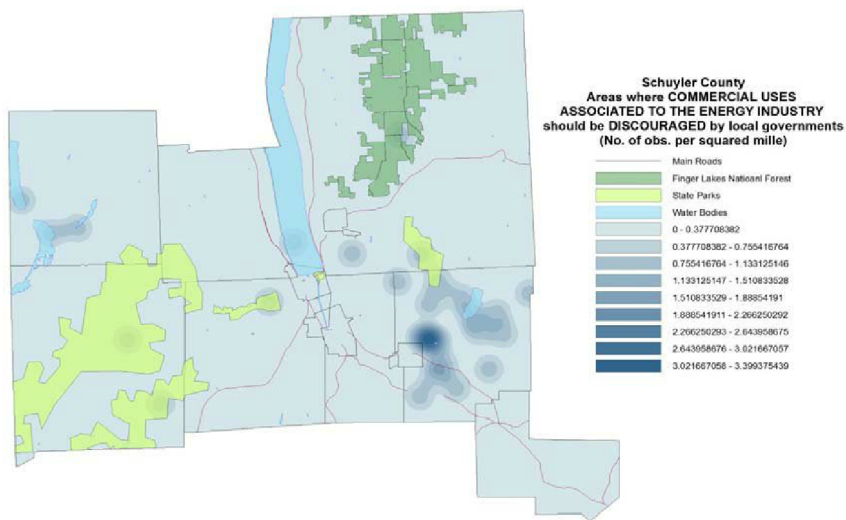 Schuyler County
Areas where COMMERCIAL USES
ASSOCIATED TO THE ENERGY INDUSTRY
should be DISCOURAGED by local governments
(No. of obs. per squared mille)
Main Roads
Finger Lakes Natioanl Forest
State Parks
Water Bodies
0 - 0.377708382
0.377708382 - 0.755416764
0.755416764 - 1.133125146
1.133125147 - 1.510833528
1.510833529 - 1.88854191
1.888541911 - 2.266250292
2.266250293 - 2.643958675
2.643958676 - 3.021667057
3.021667058 - 3.399375439